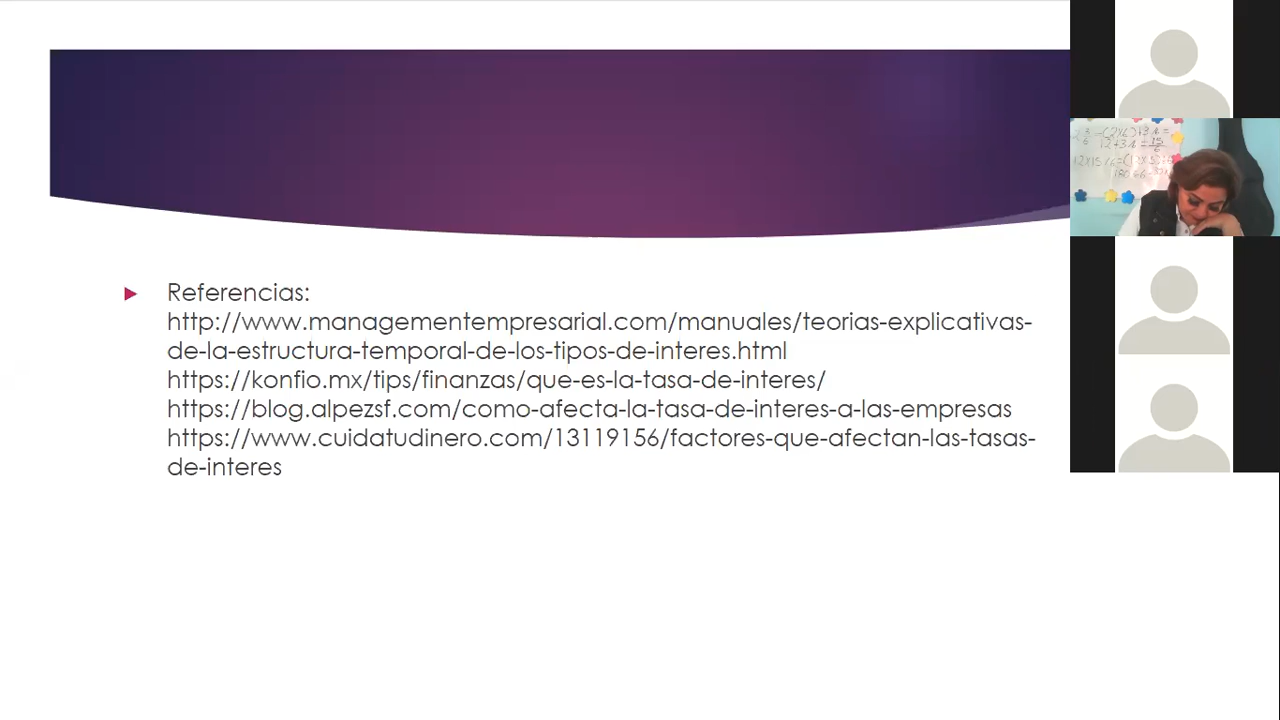 Referencias:
http://www.managementempresarial.com/manuales/teorias-explicativas-
de-la-estructura-temporal-de-los-tipos-de-interes.html
https://konfio.mx/tips/finanzas/que-es-la-tasa-de-interes/
https://blog.alpezsf.com/como-afecta-la-tasa-de-interes-a-las-empresas
https://www.cuidatudinero.com/13119156/factores-que-afectan-las-tasas-
de-interes